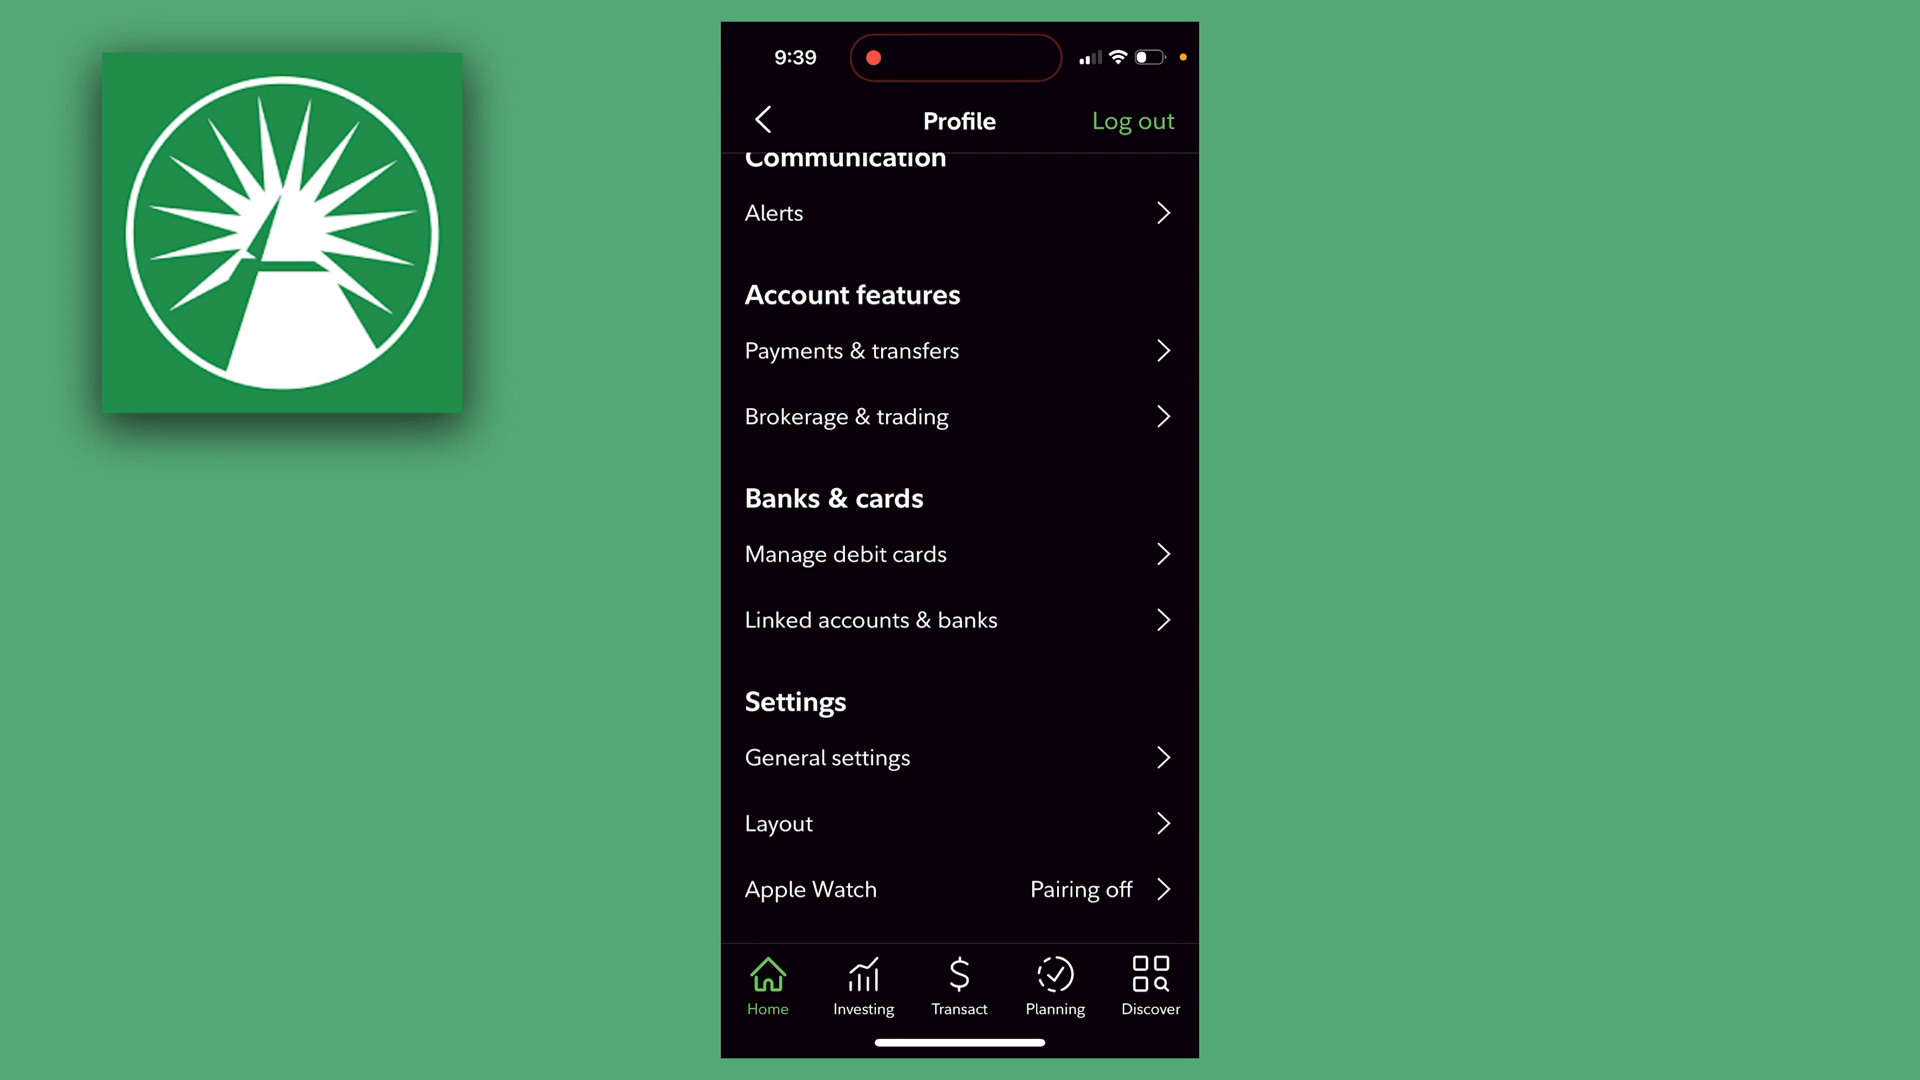 9:39
Profile
Log out
Communication
Alerts
Account features
Payments & transfers
Brokerage & trading
Banks & cards
Manage debit cards
Linked accounts & banks
Settings
General settings
Layout
Apple Watch Pairing off
Home Investing Transact Planning Discover